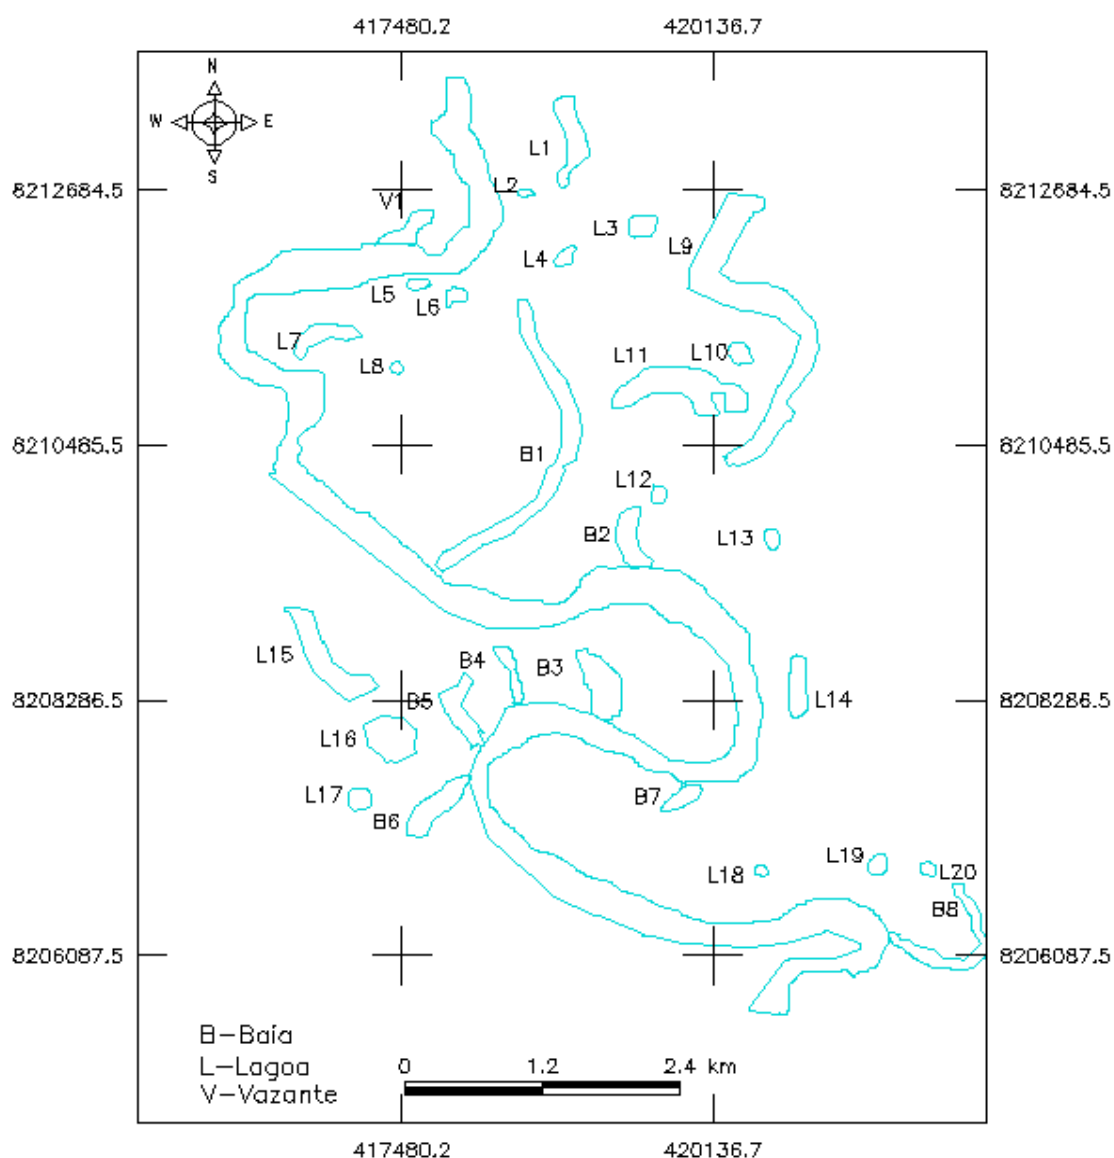 417480.2 420136.7
N
W E
S
L1
8212684.5 L2 8212684.5
V1
L3
L9
L4
L5
L6
L7
L11 L10
L8
8210485.5 B1 8210485.5
L12
B2 L13
L15 B4 B3
8208286.5 B5 L14 8208286.5
L16
L17 B7
B6
L18 L19 L20
B8
8206087.5 8206087.5
B-Baía
L-Lagoa 0 1.2 2.4 km
V-Vazante
417480.2 420136.7